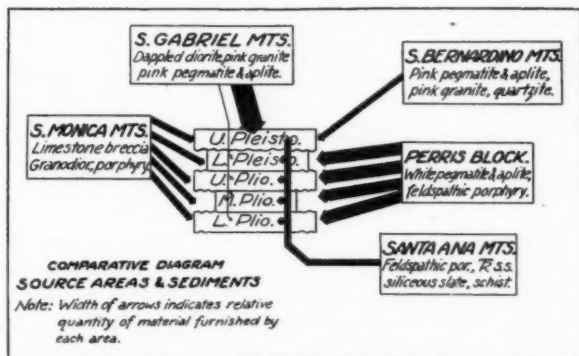 S. GABRIEL MTS.
Dappled diorite, pink granite
pink pegmatite & aplite.
S. BERNARDINO MTS.
Pink pegmatite & aplite,
pink granite, quartzite.
S. MONICA MTS.
Limestone breccia
Granodior, porphyry.
U. Pleisto.
L. Pleisto.
U. Plio.
M. Plio.
L. Plio.
PERRIS BLOCK.
White pegmatite & aplite,
feldspathic porphyry.
SANTA ANA MTS.
Feldspathic por., TR s.s.
siliceous slate, schist.
COMPARATIVE DIAGRAM
SOURCE AREAS & SEDIMENTS
Note: Width of arrows indicates relative
quantity of material furnished by
each area.